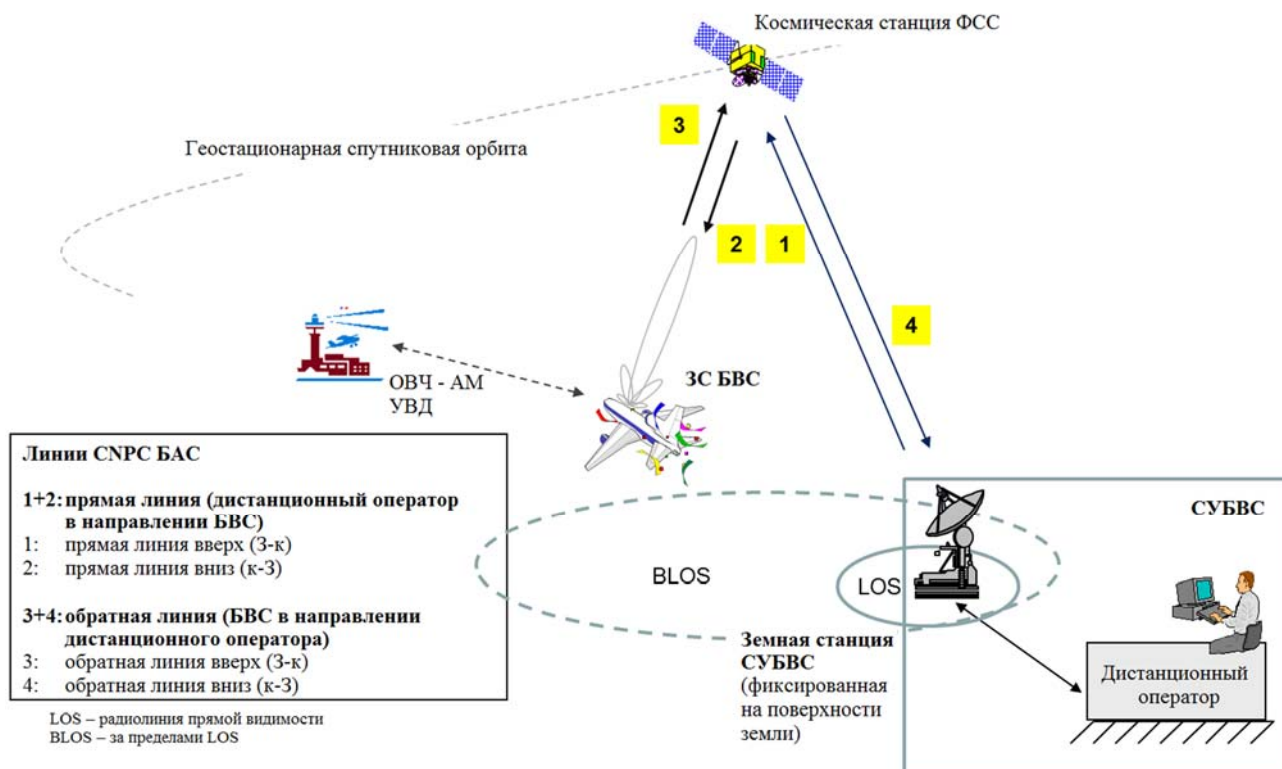 Космическая станция ФСС
3
Геостационарная спутниковая орбита
2
1
4
ОВЧ - АМ
УВД
ЗС БВС
Линии CNPC БАС
1+2: прямая линия (дистанционный оператор
в направлении БВС)
1: прямая линия вверх (З-к)
2: прямая линия вниз (к-З)
3+4: обратная линия (БВС в направлении
дистанционного оператора)
3: обратная линия вверх (З-к)
4: обратная линия вниз (к-З)
LOS – радиолиния прямой видимости
BLOS – за пределами LOS
BLOS
LOS
СУБВС
Земная станция
СУБВС
(фиксированная
на поверхности
земли)
Дистанционный
оператор